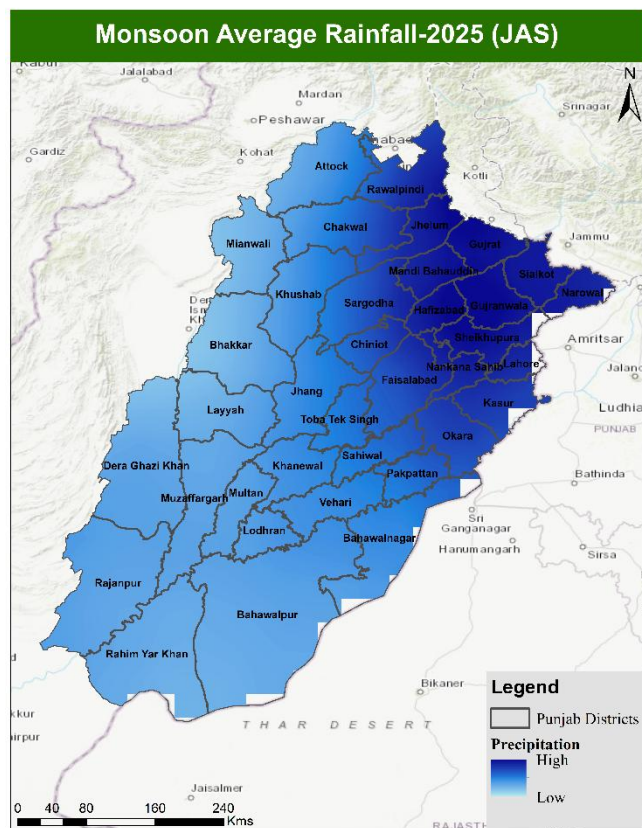 Monsoon Average Rainfall-2025 (JAS)
Kabul
Jalalabad
Mardan
Peshawar
Srinagar
N
Gardiz
Kohat
Kotli
Attock
Rawalpindi
Chakwal
Jhelum
Gujrat
Jammu
Mianwali
Mandi Bahauddin
Sialkot
Narowal
Khushab
Sargodha
Hafizabad
Gujranwala
Bhakkar
Chiniot
Sheikhupura
Amritsar
Nankana Sahib
Lahore
Faisalabad
Jhang
Layyah
Kasur
Ludhia
Toba Tek Singh
PUNJAB
Okara
Sahiwal
Dera Ghazi Khan
Khanewal
Pakpattan
Bathinda
Muzaffargarh
Multan
Vehari
Sri
Ganganagar
Lodhran
Bahawalnagar
Hanumangarh
Sirsa
Rajanpur
Bahawalpur
Rahim Yar Khan
Bikaner
THAR DESERT
Jaisalmer
Legend
Punjab Districts
Precipitation
High
Low
0 40 80 160 240
Kms
RAJASTH